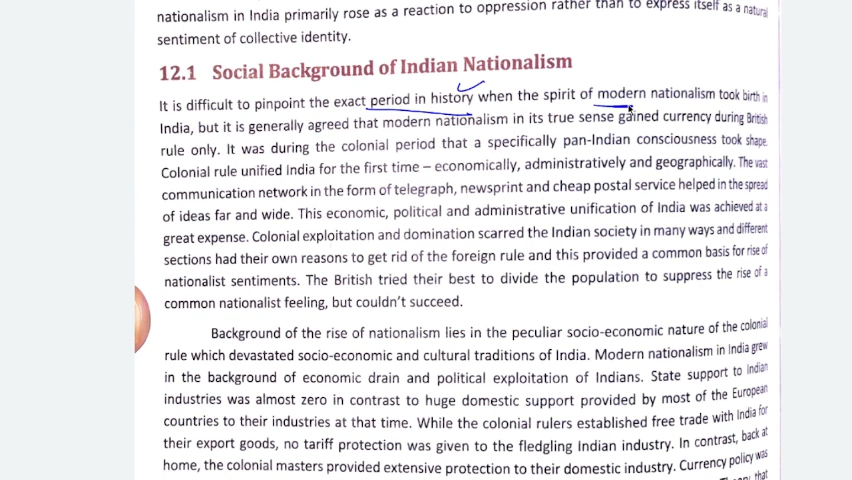 nationalism in India primarily rose as a reaction to oppression rather than to express itself as a natural
sentiment of collective identity.
12.1 Social Background of Indian Nationalism
It is difficult to pinpoint the exact period in history when the spirit of modern nationalism took birth in
India, but it is generally agreed that modern nationalism in its true sense gained currency during British
rule only. It was during the colonial period that a specifically pan-Indian consciousness took shape.
Colonial rule unified India for the first time – economically, administratively and geographically. The vast
communication network in the form of telegraph, newsprint and cheap postal service helped in the spread
of ideas far and wide. This economic, political and administrative unification of India was achieved at a
great expense. Colonial exploitation and domination scarred the Indian society in many ways and different
sections had their own reasons to get rid of the foreign rule and this provided a common basis for rise of
nationalist sentiments. The British tried their best to divide the population to suppress the rise of a
common nationalist feeling, but couldn't succeed.
Background of the rise of nationalism lies in the peculiar socio-economic nature of the colonial
rule which devastated socio-economic and cultural traditions of India. Modern nationalism in India grew
in the background of economic drain and political exploitation of Indians. State support to Indian
industries was almost zero in contrast to huge domestic support provided by most of the European
countries to their industries at that time. While the colonial rulers established free trade with India for
their export goods, no tariff protection was given to the fledgling Indian industry. In contrast, back at
home, the colonial masters provided extensive protection to their domestic industry. Currency policy was
that